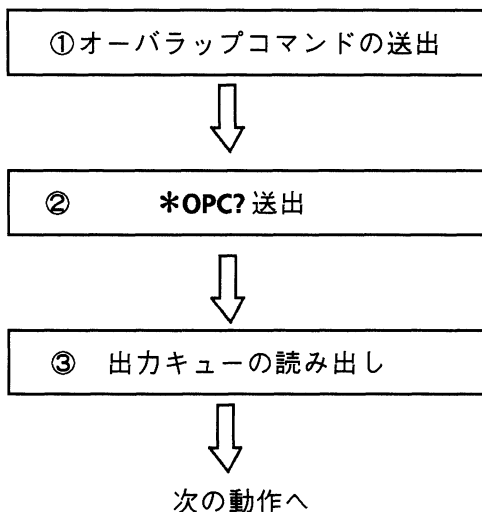 ①オーバラップコマンドの送出
② *OPC? 送出
③ 出力キューの読み出し
次の動作へ